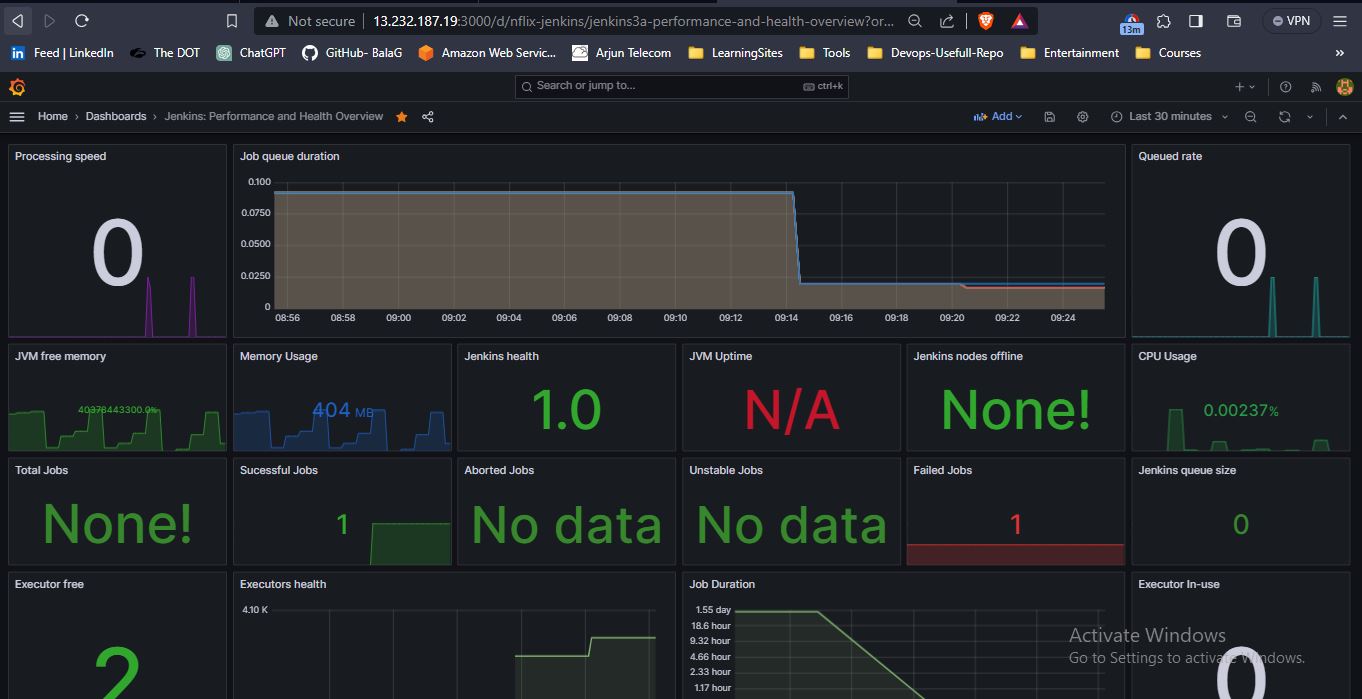 Not secure 13.232.187.19:3000/d/nflix-jenkins/jenkins3a-performance-and-health-overview?or...
13m
VPN
Feed | LinkedIn The DOT ChatGPT GitHub- BalaG Amazon Web Servic... Arjun Telecom LearningSites Tools Devops-Usefull-Repo Entertainment Courses »
Search or jump to... ctrl+k
Home › Dashboards › Jenkins: Performance and Health Overview
Add
Last 30 minutes
Processing speed
0
Job queue duration
0.100
0.0750
0.0500
0.0250
0
08:56 08:58 09:00 09:02 09:04 09:06 09:08 09:10 09:12 09:14 09:16 09:18 09:20 09:22 09:24
Queued rate
0
JVM free memory
40378443300.0%
Memory Usage
404 MB
Jenkins health
1.0
JVM Uptime
N/A
Jenkins nodes offline
None!
CPU Usage
0.00237%
Total Jobs
None!
Sucessful Jobs
1
Aborted Jobs
No data
Unstable Jobs
No data
Failed Jobs
1
Jenkins queue size
0
Executor free
2
Executors health
4.10 K
Job Duration
1.55 day
18.6 hour
9.32 hour
4.66 hour
2.33 hour
1.17 hour
Executor In-use
0
Activate Windows
Go to Settings to activate Windows.